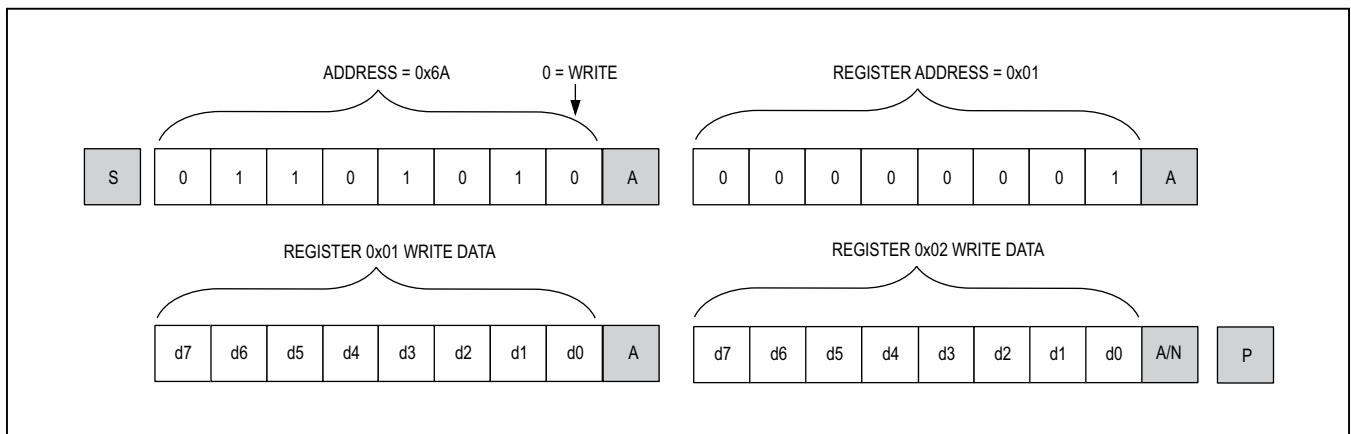 ADDRESS = 0x6A 0 = WRITE REGISTER ADDRESS = 0x01
S 0 1 1 0 1 0 1 0 A 0 0 0 0 0 0 0 1 A
REGISTER 0x01 WRITE DATA REGISTER 0x02 WRITE DATA
d7 d6 d5 d4 d3 d2 d1 d0 A d7 d6 d5 d4 d3 d2 d1 d0 A/N P